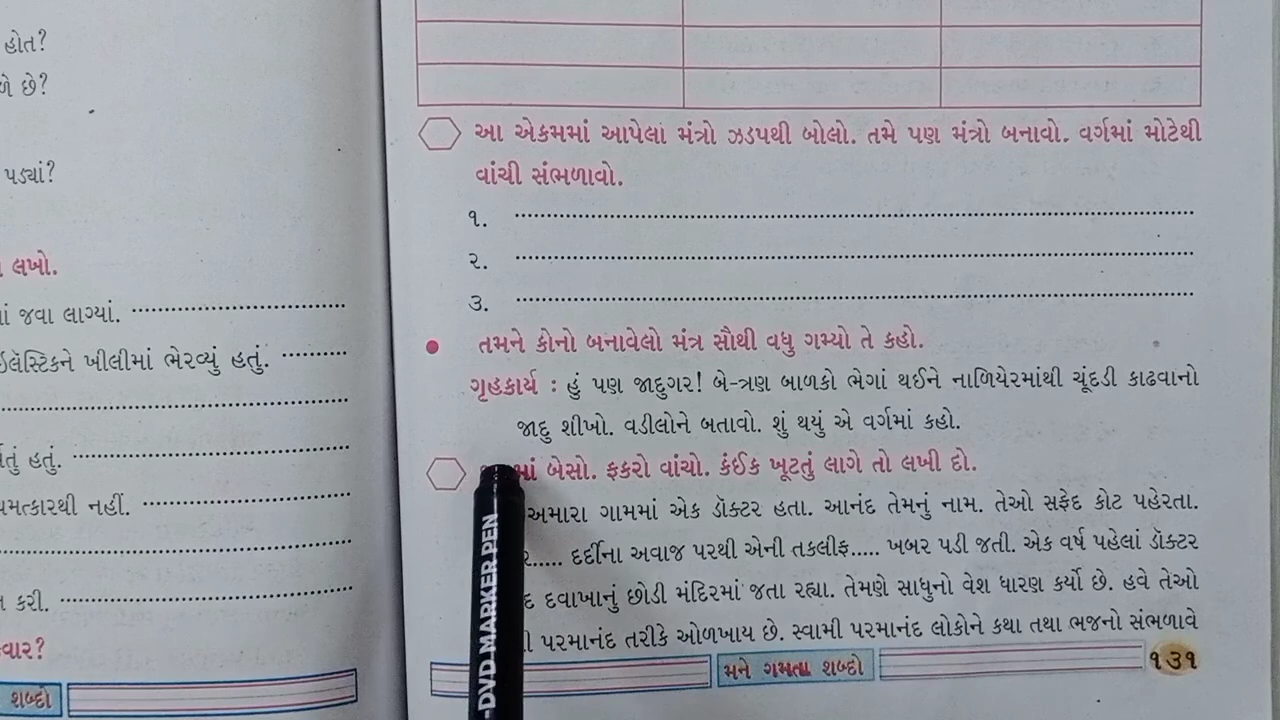 હોત?
છે?
પડ્યાં?
લખો.
જવા લાગ્યાં. ..........
ખીલીમાં ભેરવ્યું હતું. ..........
હતું. ..........
નહીં. ..........
કરી. ..........
શબ્દો
આ એકમમાં આપેલા મંત્રો ઝડપથી બોલો. તમે પણ મંત્રો બનાવો. વર્ગમાં મોટેથી
વાંચી સંભળાવો.
૧. ..........
૨. ..........
૩. ..........
• તમને કોનો બનાવેલો મંત્ર સૌથી વધુ ગમ્યો તે કહો.
ગૃહકાર્ય : હું પણ જાદુગર! બે-ત્રણ બાળકો ભેગાં થઈને નાળિયેરમાંથી ચૂંદડી કાઢવાનો
જાદુ શીખો. વડીલોને બતાવો. શું થયું એ વર્ગમાં કહો.
બેસો. ફકરો વાંચો. કંઈક ખૂટતું લાગે તો લખી દો.
અમારા ગામમાં એક ડૉક્ટર હતા. આનંદ તેમનું નામ. તેઓ સફેદ કોટ પહેરતા.
..... દર્દીના અવાજ પરથી એની તકલીફ..... ખબર પડી જતી. એક વર્ષ પહેલાં ડૉક્ટર
દવાખાનું છોડી મંદિરમાં જતા રહ્યા. તેમણે સાધુનો વેશ ધારણ કર્યો છે. હવે તેઓ
પરમાનંદ તરીકે ઓળખાય છે. સ્વામી પરમાનંદ લોકોને કથા તથા ભજનો સંભળાવે
મને ગમતા શબ્દો
૧૩૧
-DVD MARKER PEN